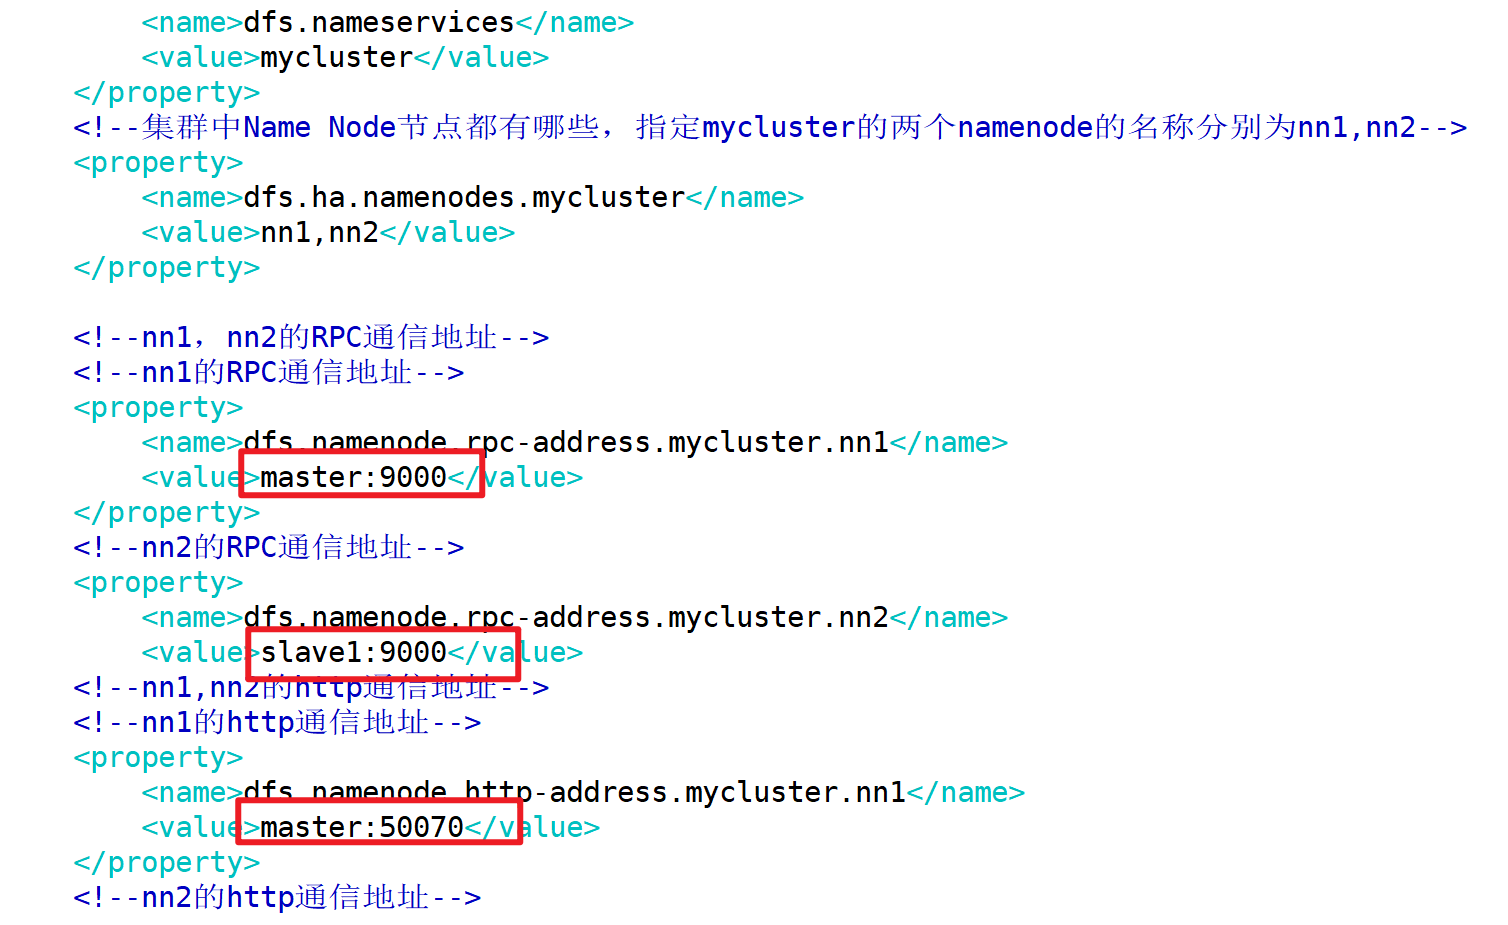 <name>dfs.nameservices</name>
<value>mycluster</value>
</property>
<!--集群中Name Node节点都有哪些，指定mycluster的两个namenode的名称分别为nn1,nn2-->
<property>
<name>dfs.ha.namenodes.mycluster</name>
<value>nn1,nn2</value>
</property>
<!--nn1，nn2的RPC通信地址-->
<!--nn1的RPC通信地址-->
<property>
<name>dfs.namenode.rpc-address.mycluster.nn1</name>
<value>master:9000</value>
</property>
<!--nn2的RPC通信地址-->
<property>
<name>dfs.namenode.rpc-address.mycluster.nn2</name>
<value>slave1:9000</value>
<!--nn1,nn2的http通信地址-->
<!--nn1的http通信地址-->
<property>
<name>dfs.namenode.http-address.mycluster.nn1</name>
<value>master:50070</value>
</property>
<!--nn2的http通信地址-->